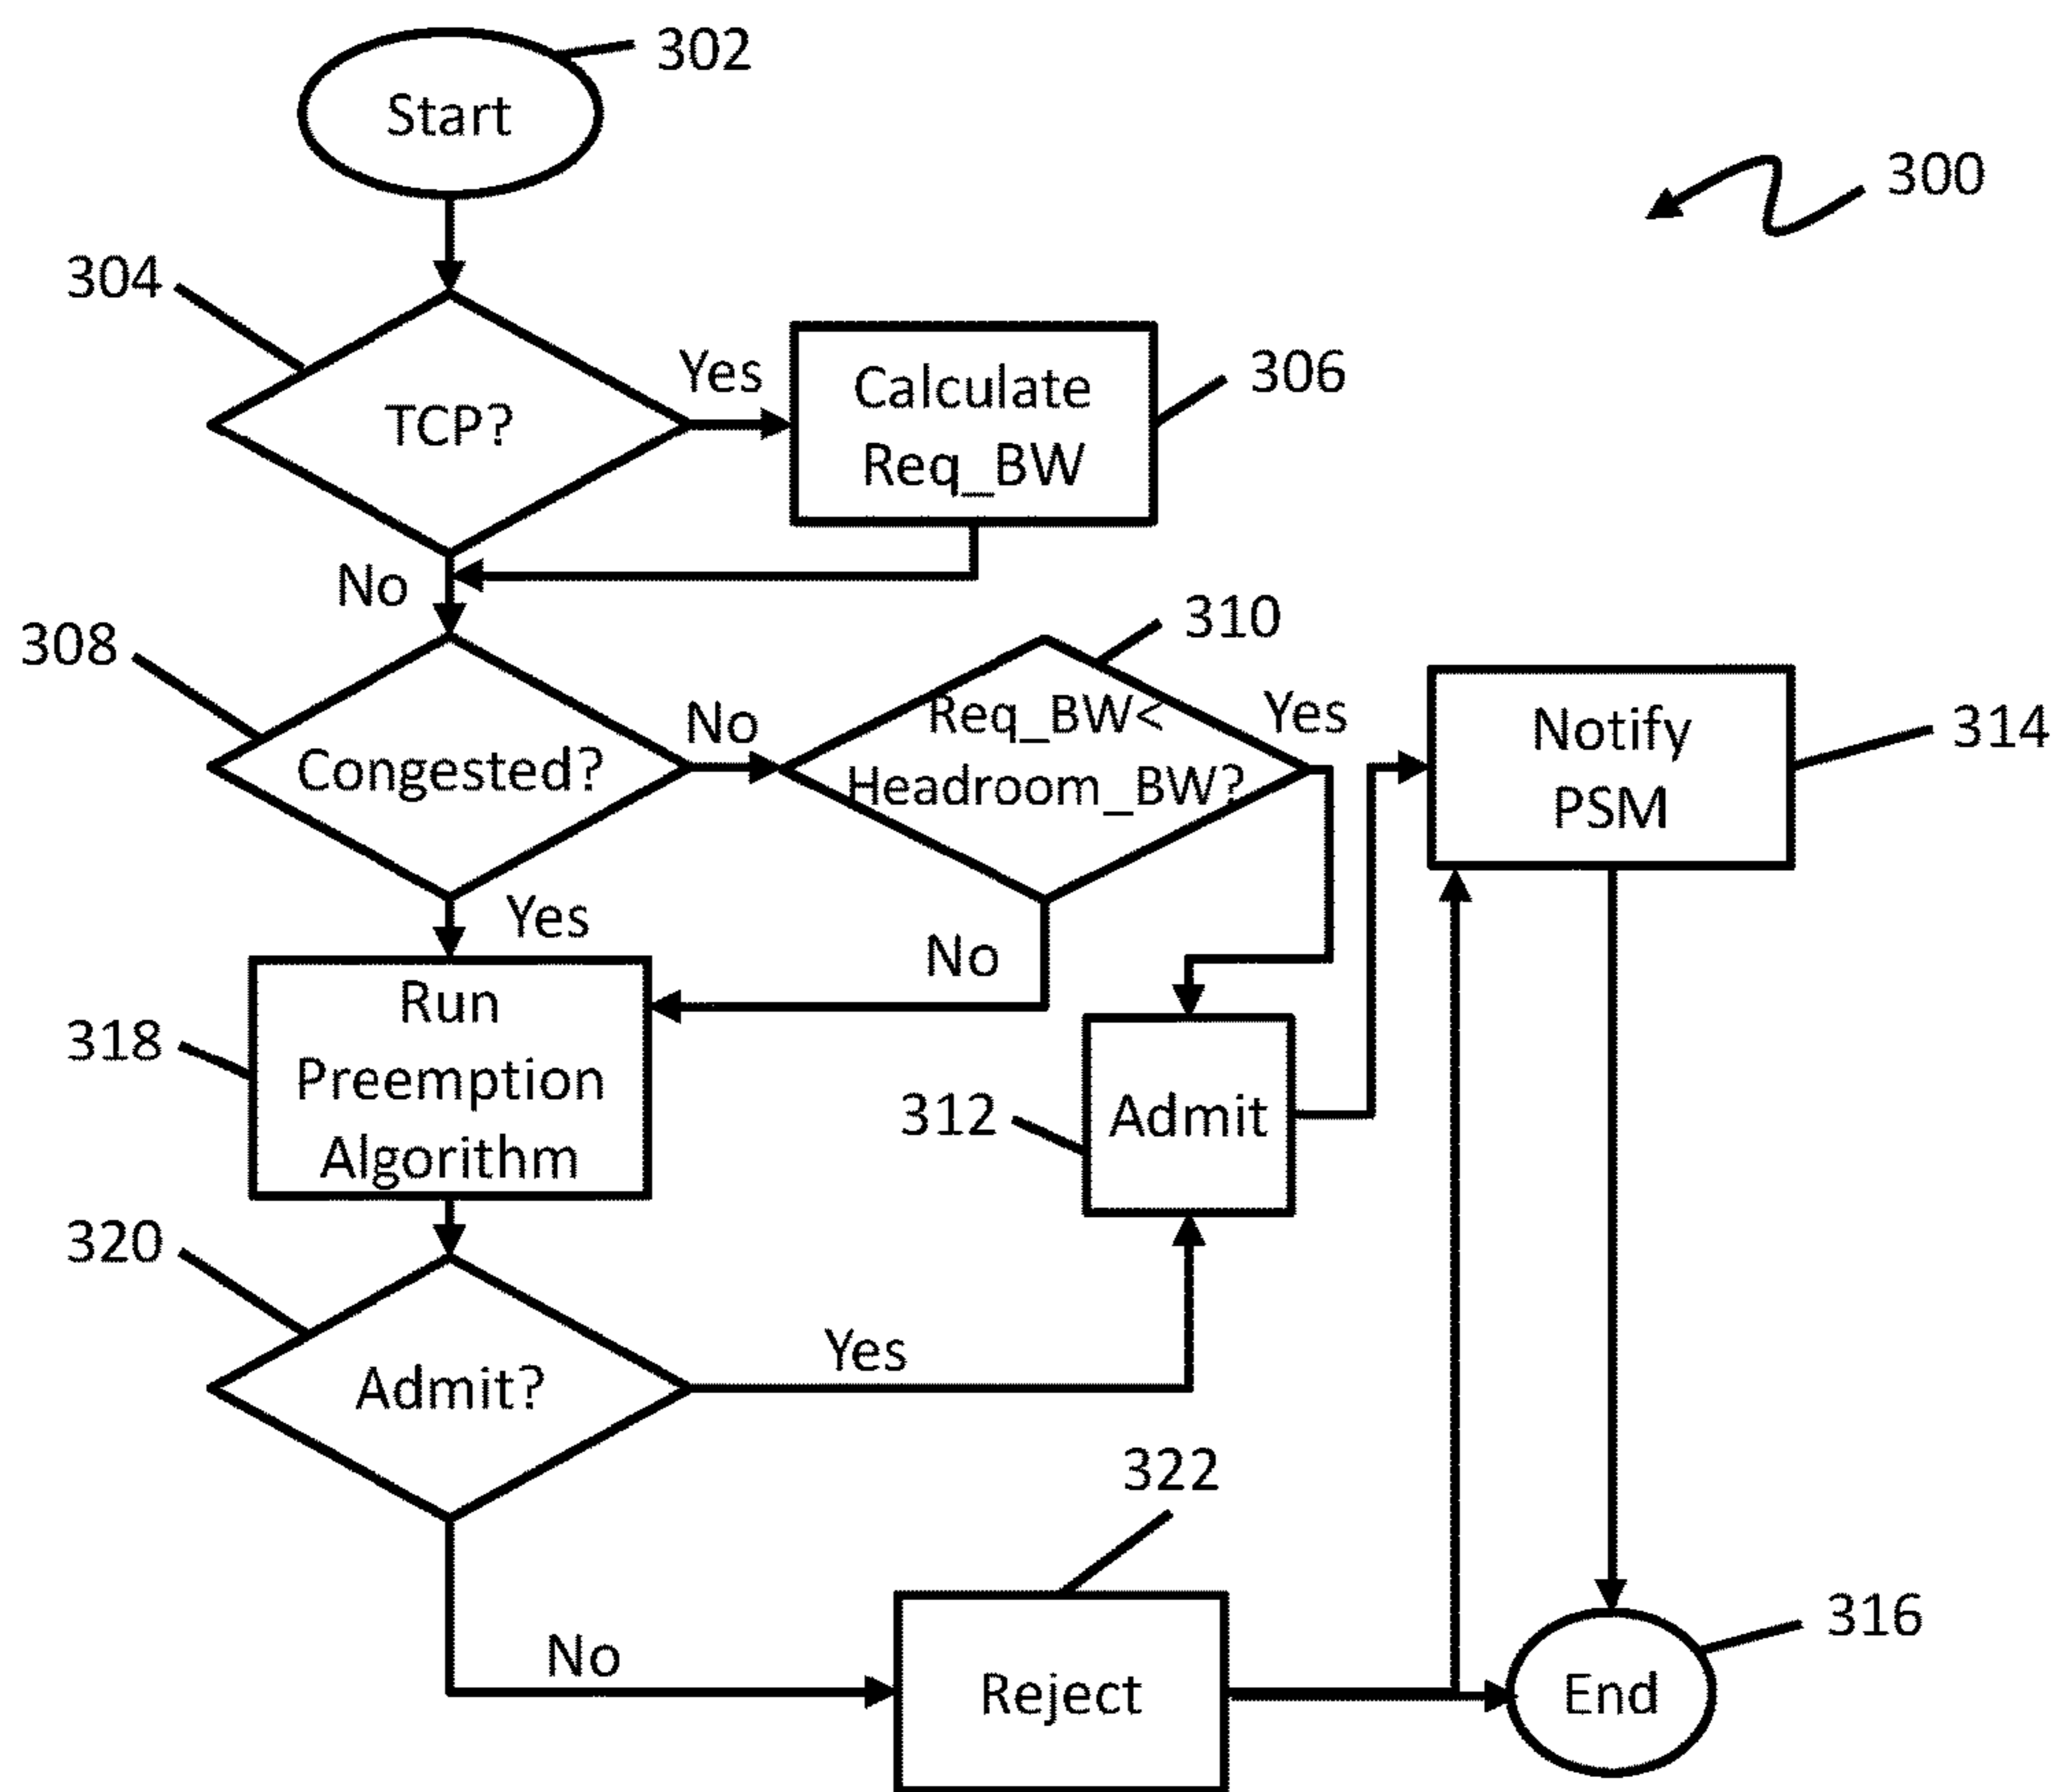 302
Start
300
304
TCP?
Yes
Calculate
Req_BW
306
No
308
Congested?
No
310
Req_BW<
Headroom_BW?
Yes
Notify
PSM
314
Yes
No
318
Run
Preemption
Algorithm
312
Admit
320
Admit?
Yes
322
No
Reject
316
End